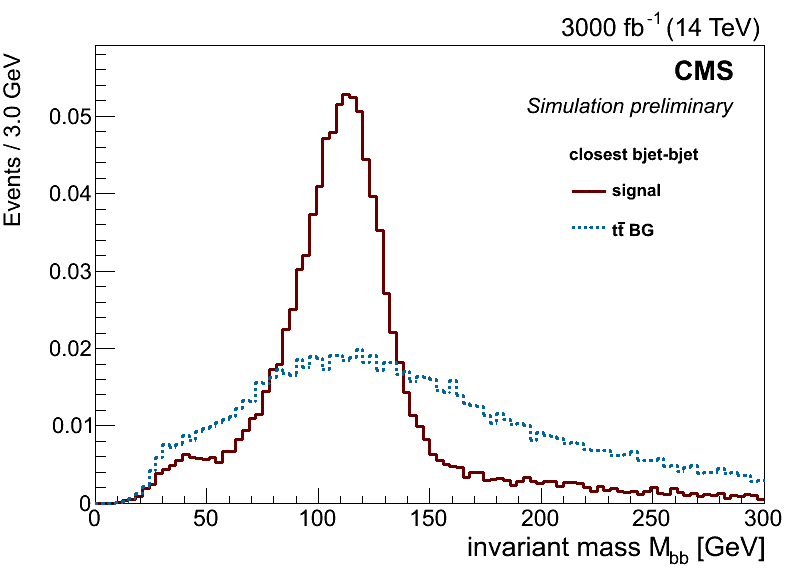 3000 fb⁻¹ (14 TeV)
CMS
Simulation preliminary
closest bjet-bjet
signal
tt̄ BG
Events / 3.0 GeV
0.05
0.04
0.03
0.02
0.01
0
0 50 100 150 200 250 300
invariant mass M_bb [GeV]